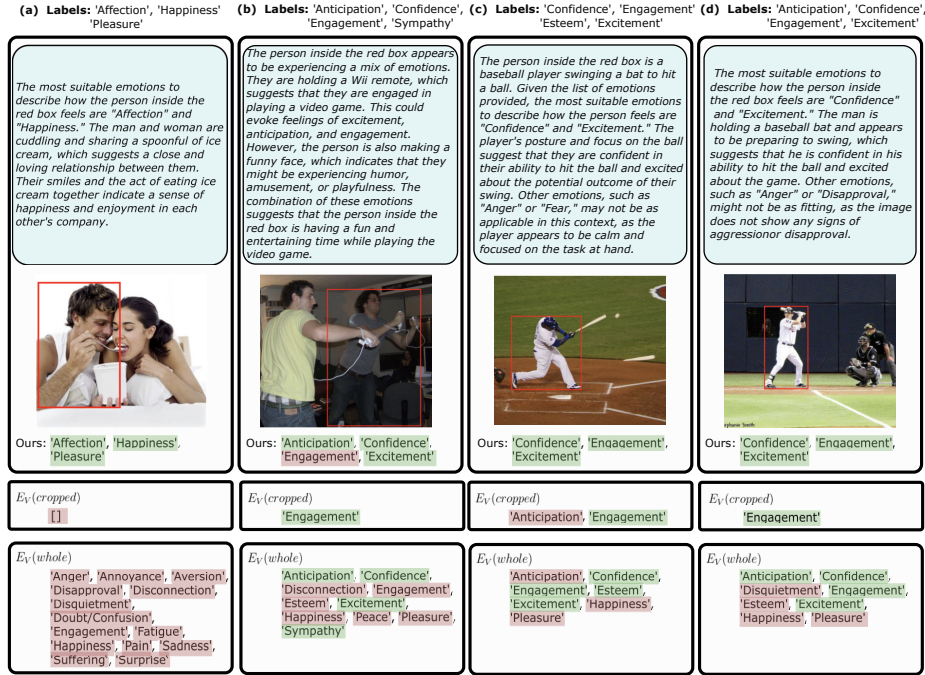 (a) Labels: 'Affection', 'Happiness'
'Pleasure'
The most suitable emotions to
describe how the person inside the
red box feels are "Affection" and
"Happiness." The man and woman are
cuddling and sharing a spoonful of ice
cream, which suggests a close and
loving relationship between them.
Their smiles and the act of eating ice
cream together indicate a sense of
happiness and enjoyment in each
other's company.
Ours: 'Affection', 'Happiness',
'Pleasure'
E_V(cropped)
[]
E_V(whole)
'Anger', 'Annoyance', 'Aversion',
'Disapproval', 'Disconnection',
'Disquietment',
'Doubt/Confusion'
'Engagement', 'Fatigue',
'Happiness', 'Pain', 'Sadness',
'Suffering', 'Surprise'
(b) Labels: 'Anticipation', 'Confidence',
'Engagement', 'Sympathy'
The person inside the red box appears
to be experiencing a mix of emotions.
They are holding a Wii remote, which
suggests that they are engaged in
playing a video game. This could
evoke feelings of excitement,
anticipation, and engagement.
However, the person is also making a
funny face, which indicates that they
might be experiencing humor,
amusement, or playfulness. The
combination of these emotions
suggests that the person inside the
red box is having a fun and
entertaining time while playing the
video game.
Ours: 'Anticipation', 'Confidence',
'Engagement', 'Excitement'
E_V(cropped)
'Engagement'
E_V(whole)
'Anticipation', 'Confidence',
'Disconnection', 'Engagement',
'Esteem', 'Excitement',
'Happiness', 'Peace', 'Pleasure',
'Sympathy'
(c) Labels: 'Confidence', 'Engagement'
'Esteem', 'Excitement'
The person inside the red box is a
baseball player swinging a bat to hit
a ball. Given the list of emotions
provided, the most suitable emotions
to describe how the person feels are
"Confidence" and "Excitement." The
player's posture and focus on the ball
suggest that they are confident in
their ability to hit the ball and excited
about the potential outcome of their
swing. Other emotions, such as
"Anger" or "Fear," may not be as
applicable in this context, as the
player appears to be calm and
focused on the task at hand.
Ours: 'Confidence', 'Engagement',
'Excitement'
E_V(cropped)
'Anticipation', 'Engagement'
E_V(whole)
'Anticipation', 'Confidence',
'Engagement', 'Esteem',
'Excitement', 'Happiness',
'Pleasure'
(d) Labels: 'Anticipation', 'Confidence',
'Engagement', 'Excitement'
The most suitable emotions to
describe how the person inside
the red box feels are "Confidence"
and "Excitement." The man is
holding a baseball bat and appears
to be preparing to swing, which
suggests that he is confident in his
ability to hit the ball and excited
about the game. Other emotions,
such as "Anger" or "Disapproval,"
might not be as fitting, as the image
does not show any signs of
aggressionor disapproval.
phanie Smith
Ours: 'Confidence', 'Engagement',
'Excitement'
E_V(cropped)
'Engagement'
E_V(whole)
'Anticipation', 'Confidence',
'Disquietment', 'Engagement',
'Esteem', 'Excitement',
'Happiness', 'Pleasure'